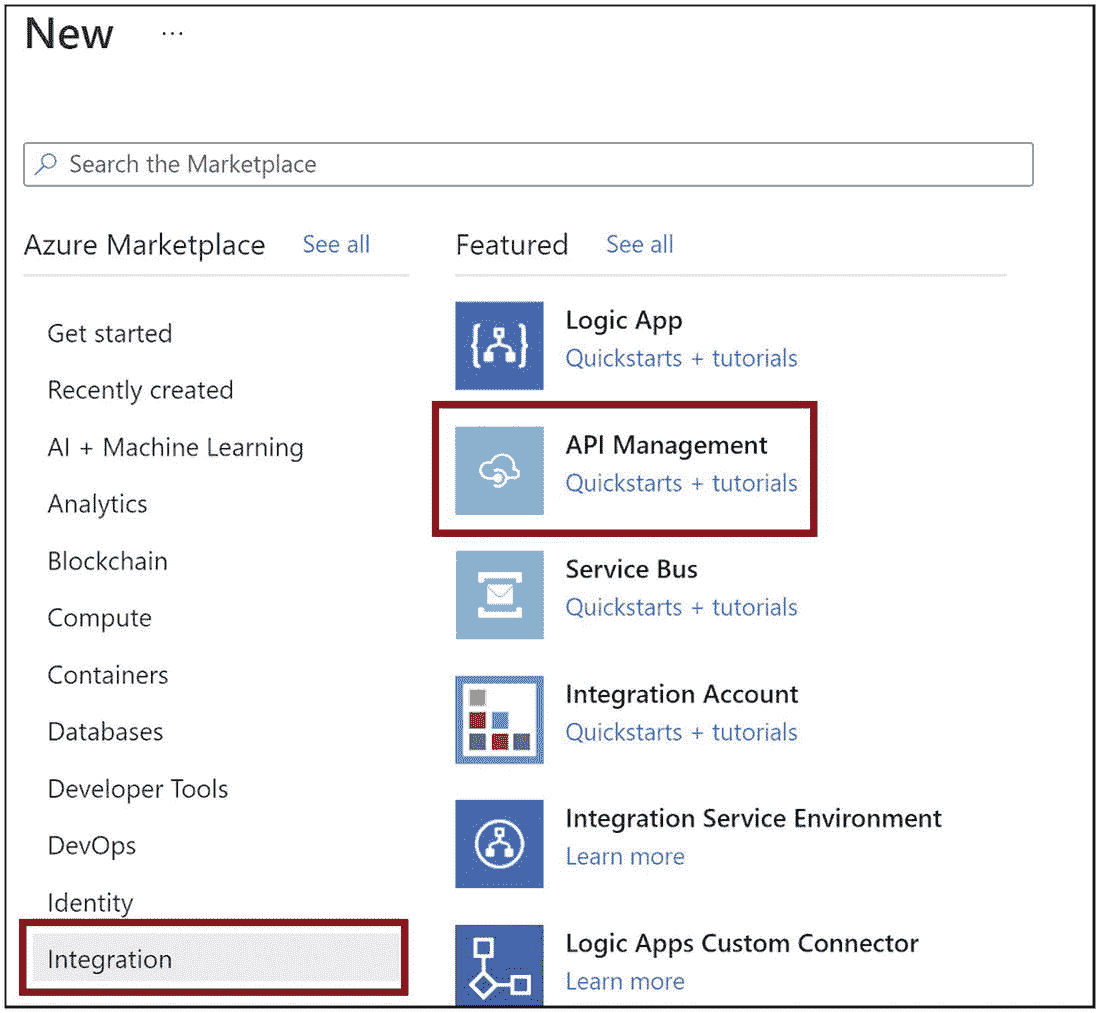 New ...
Search the Marketplace
Azure Marketplace See all
Get started
Recently created
AI + Machine Learning
Analytics
Blockchain
Compute
Containers
Databases
Developer Tools
DevOps
Identity
Integration
Featured See all
Logic App
Quickstarts + tutorials
API Management
Quickstarts + tutorials
Service Bus
Quickstarts + tutorials
Integration Account
Quickstarts + tutorials
Integration Service Environment
Learn more
Logic Apps Custom Connector
Learn more